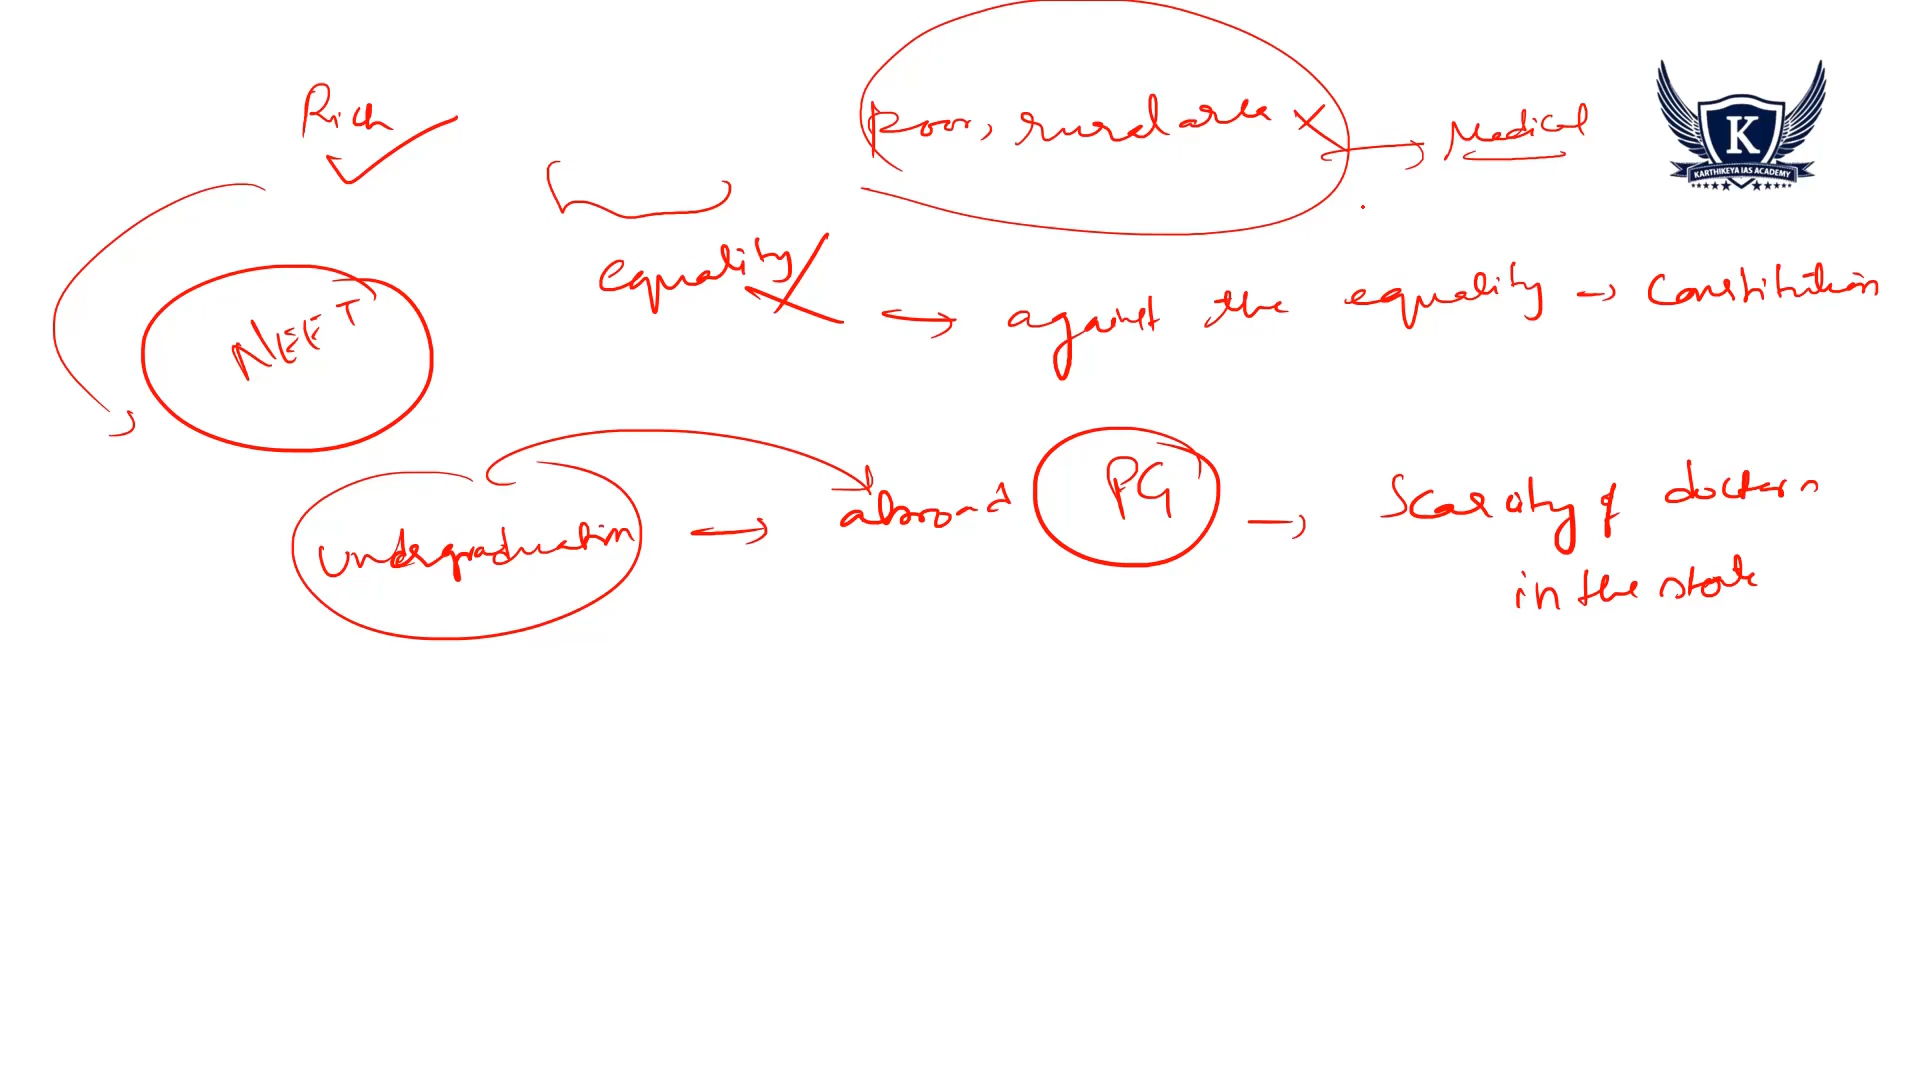 Rich
Poor, rural area
Medical
K
KARTHIKEYA IAS ACADEMY
equality
against the equality → Constitution
NEET
Undergraduation → abroad PG → Scarcity of doctors
in the state